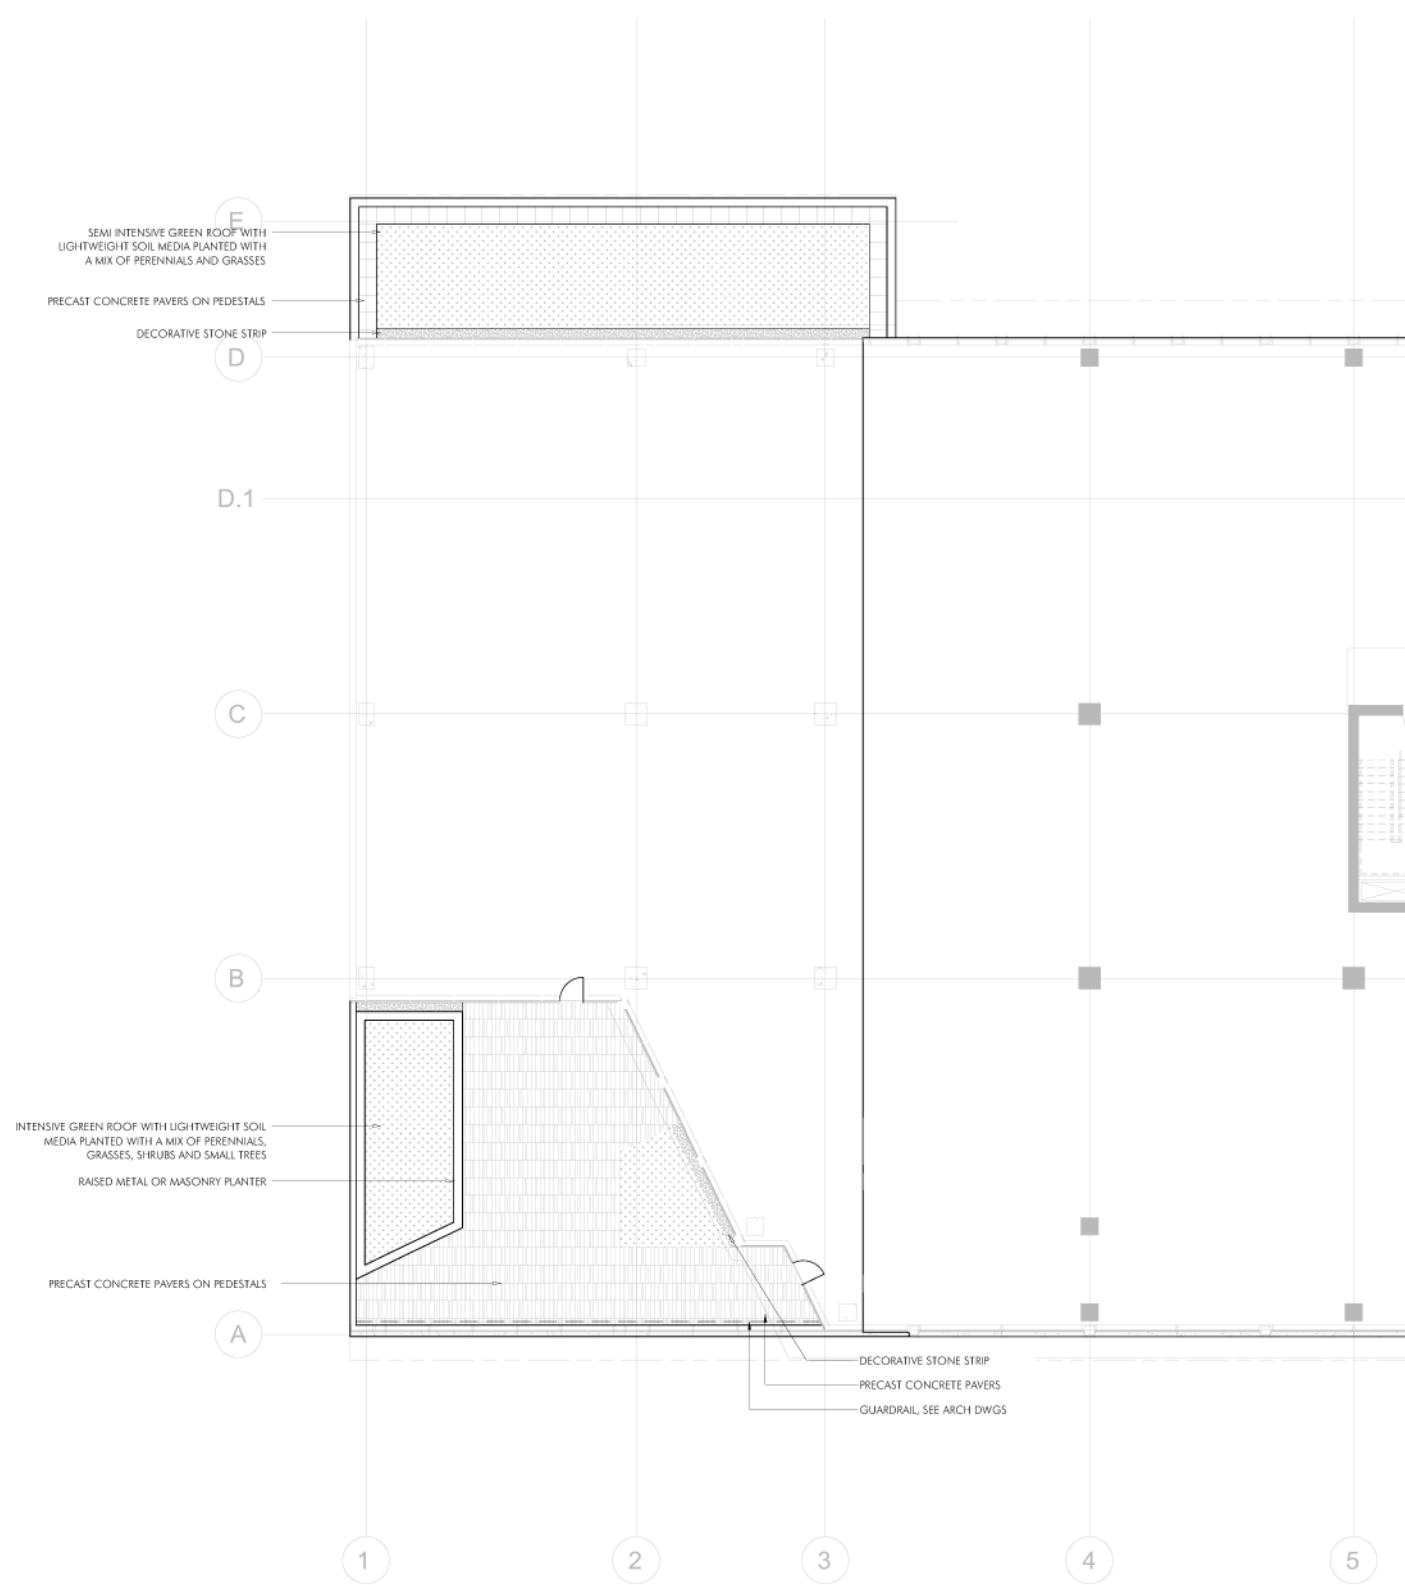 E
SEMI INTENSIVE GREEN ROOF WITH
LIGHTWEIGHT SOIL MEDIA PLANTED WITH
A MIX OF PERENNIALS AND GRASSES
PRECAST CONCRETE PAVERS ON PEDESTALS
DECORATIVE STONE STRIP
D
D.1
C
B
INTENSIVE GREEN ROOF WITH LIGHTWEIGHT SOIL
MEDIA PLANTED WITH A MIX OF PERENNIALS,
GRASSES, SHRUBS AND SMALL TREES
RAISED METAL OR MASONRY PLANTER
PRECAST CONCRETE PAVERS ON PEDESTALS
A
DECORATIVE STONE STRIP
PRECAST CONCRETE PAVERS
GUARDRAIL, SEE ARCH DWGS
1 2 3 4 5